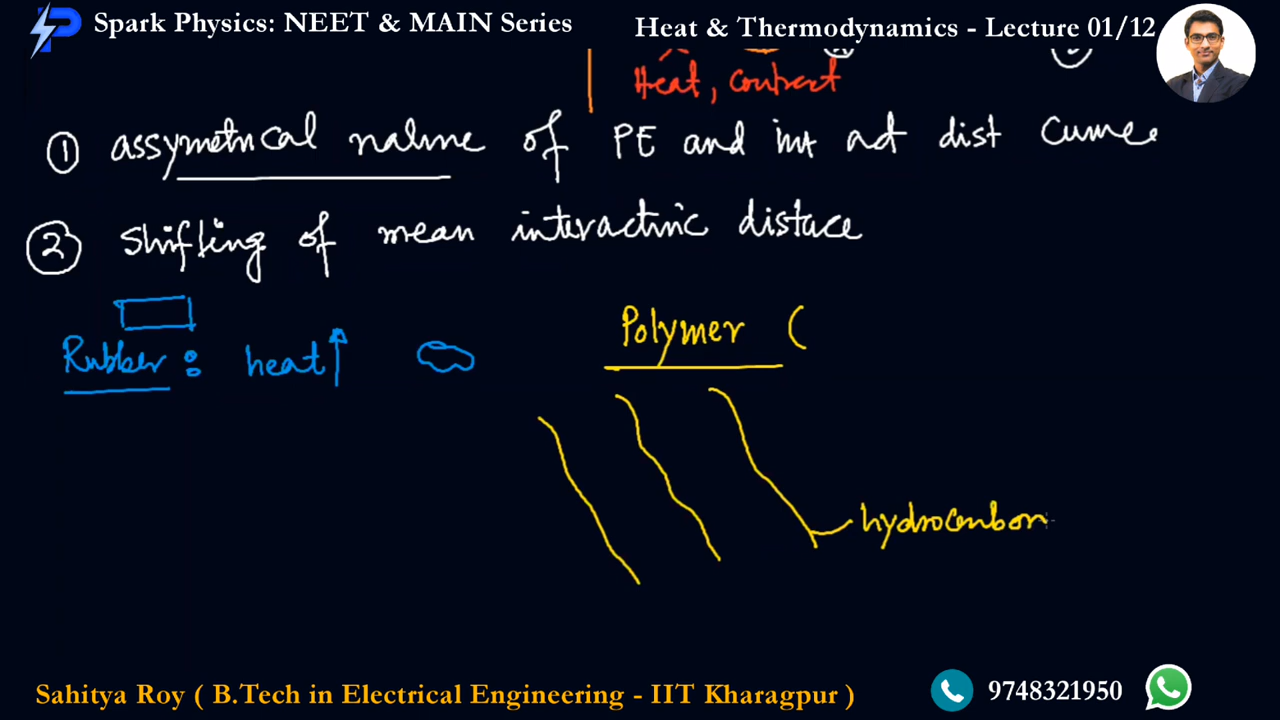 Spark Physics: NEET & MAIN Series
Heat & Thermodynamics - Lecture 01/12
Heat, Contract
① assymetrical nature of PE and int act dist curve
② Shifting of mean interactinc distace
Rubber : heat↑
Polymer (
hydrocarbon
Sahitya Roy ( B.Tech in Electrical Engineering - IIT Kharagpur )
9748321950